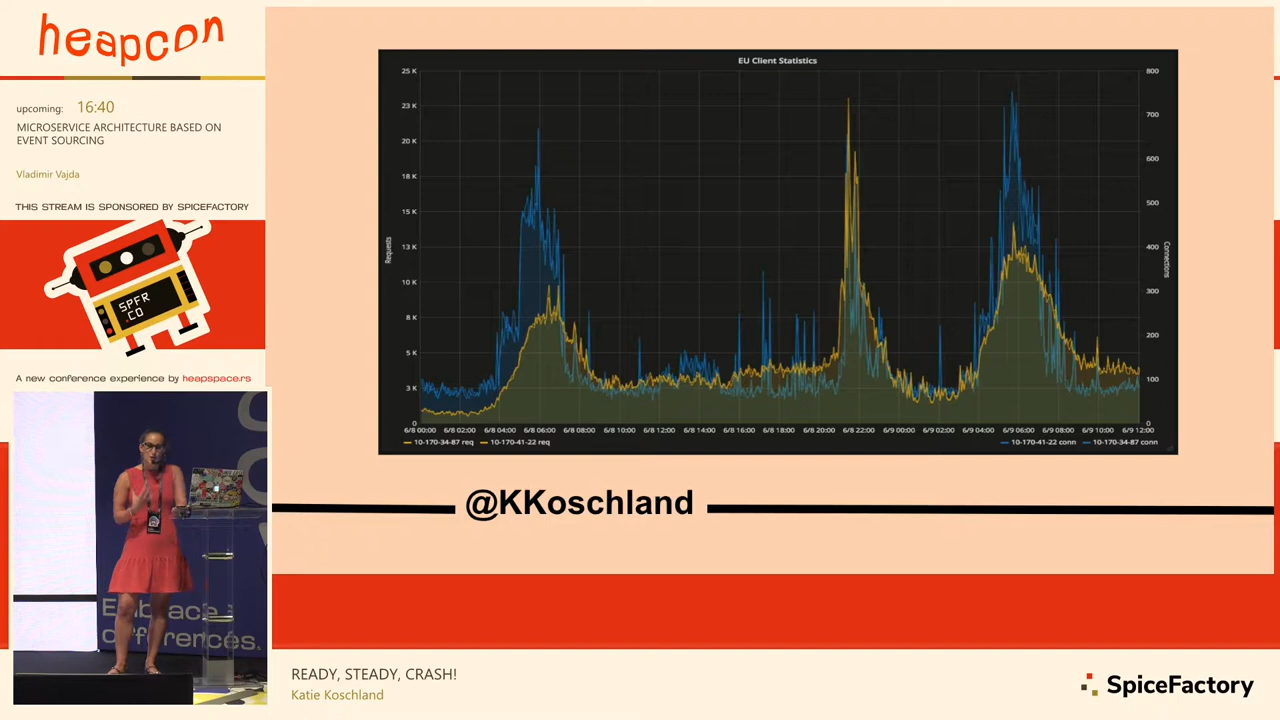 heapcon
upcoming: 16:40
MICROSERVICE ARCHITECTURE BASED ON
EVENT SOURCING
Vladimir Vajda
THIS STREAM IS SPONSORED BY SPICEFACTORY
SPFR
.CO
A new conference experience by heapspace.rs
EU Client Statistics
25 K
23 K
20 K
18 K
15 K
13 K
10 K
8 K
5 K
3 K
0
Requests
800
700
600
500
400
300
200
100
0
Connections
6/8 00:00 6/8 02:00 6/8 04:00 6/8 06:00 6/8 08:00 6/8 10:00 6/8 12:00 6/8 14:00 6/8 16:00 6/8 18:00 6/8 20:00 6/8 22:00 6/9 00:00 6/9 02:00 6/9 04:00 6/9 06:00 6/9 08:00 6/9 10:00 6/9 12:00
10-170-34-87 req 10-170-41-22 req 10-170-41-22 conn 10-170-34-87 conn
@KKoschland
Embrace
differences.
READY, STEADY, CRASH!
Katie Koschland
SpiceFactory